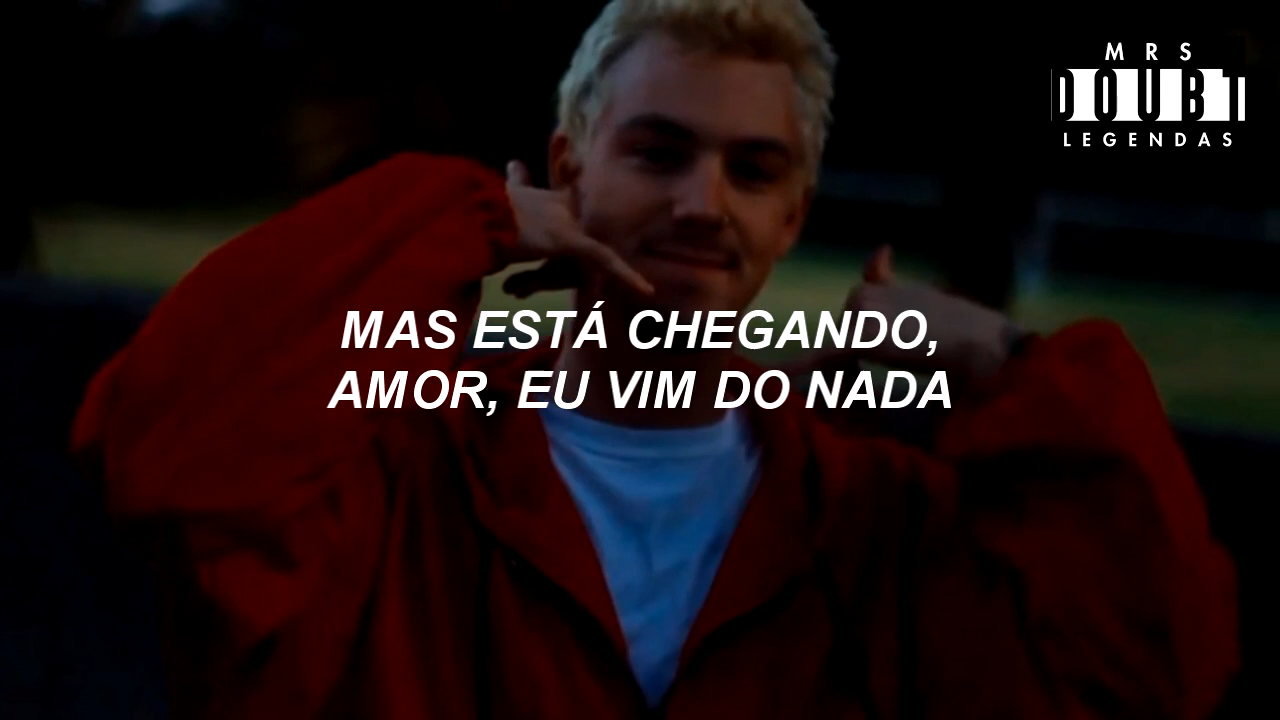 MRS
DOUBT
LEGENDAS
MAS ESTÁ CHEGANDO,
AMOR, EU VIM DO NADA